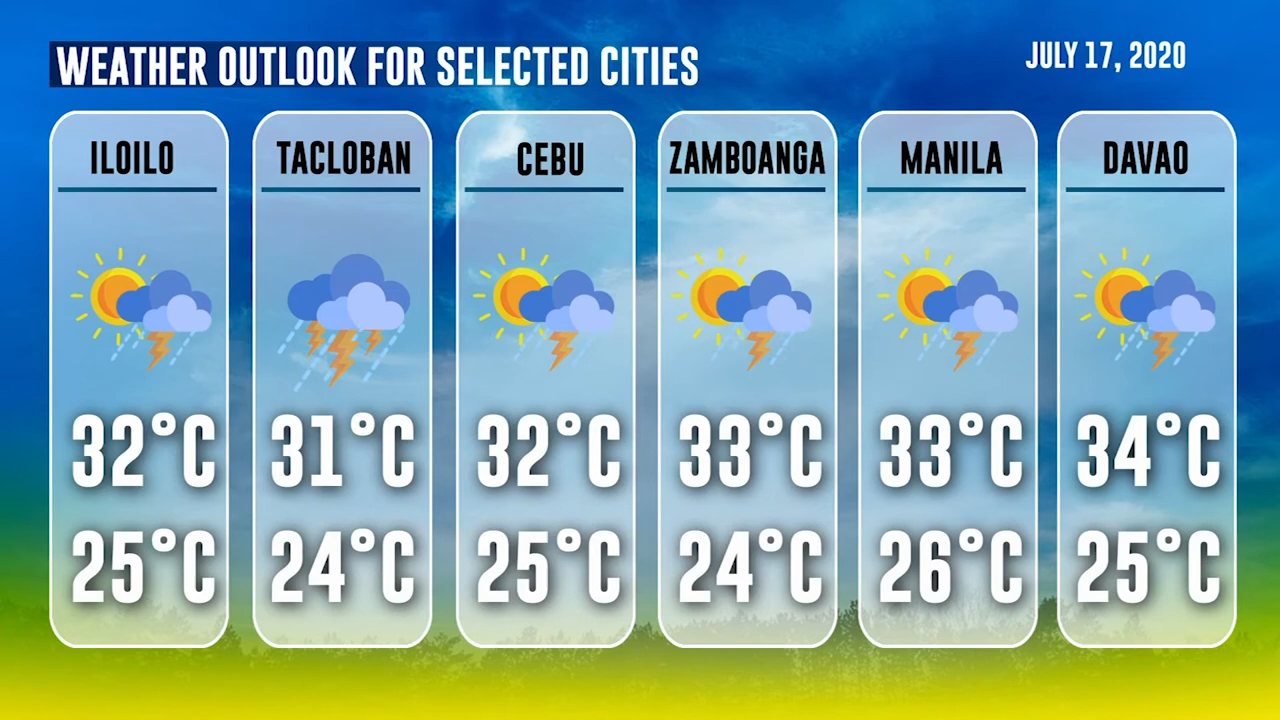 WEATHER OUTLOOK FOR SELECTED CITIES
JULY 17, 2020
ILOILO
32°C
25°C
TACLOBAN
31°C
24°C
CEBU
32°C
25°C
ZAMBOANGA
33°C
24°C
MANILA
33°C
26°C
DAVAO
34°C
25°C